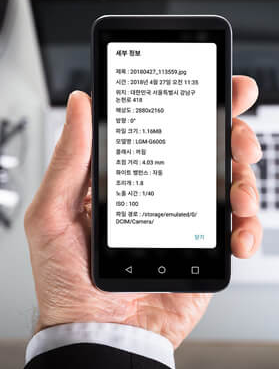 세부 정보
제목 : 20180427_113559.jpg
시간 : 2018년 4월 27일 오전 11:35
위치 : 대한민국 서울특별시 강남구
논현로 418
해상도 : 2880x2160
방향 : 0°
파일 크기 : 1.16MB
모델명 : LGM-G600S
플래시 : 꺼짐
초점 거리 : 4.03 mm
화이트 밸런스 : 자동
조리개 : 1.8
노출 시간 : 1/40
ISO : 100
파일 경로 : /storage/emulated/0/
DCIM/Camera/
닫기